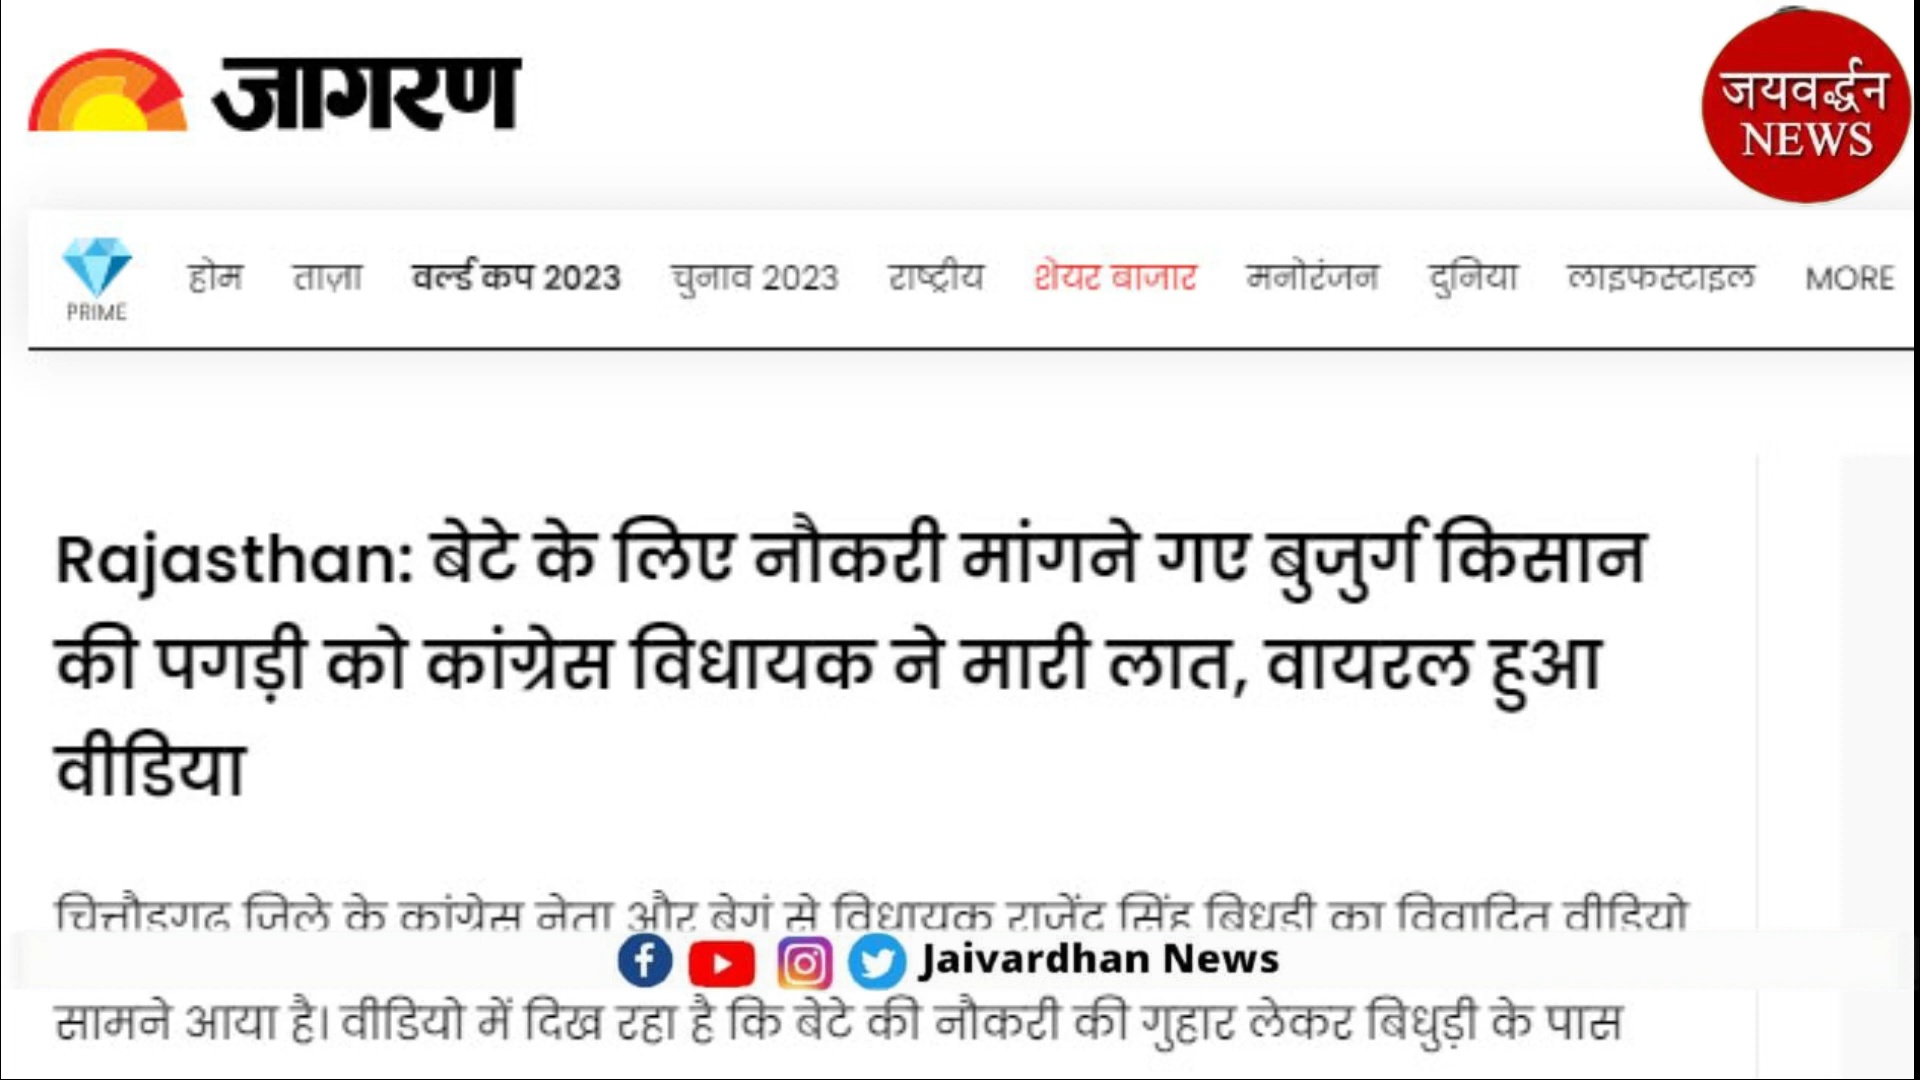 जागरण
जयवर्द्धन
NEWS
PRIME
होम ताज़ा वर्ल्ड कप 2023 चुनाव 2023 राष्ट्रीय शेयर बाजार मनोरंजन दुनिया लाइफस्टाइल MORE
Rajasthan: बेटे के लिए नौकरी मांगने गए बुजुर्ग किसान
की पगड़ी को कांग्रेस विधायक ने मारी लात, वायरल हुआ
वीडिया
चित्तौड़गढ़ जिले के कांग्रेस नेता और बेगूं से विधायक राजेंद्र सिंह बिधुड़ी का विवादित वीडियो
Jaivardhan News
सामने आया है। वीडियो में दिख रहा है कि बेटे की नौकरी की गुहार लेकर बिधुड़ी के पास